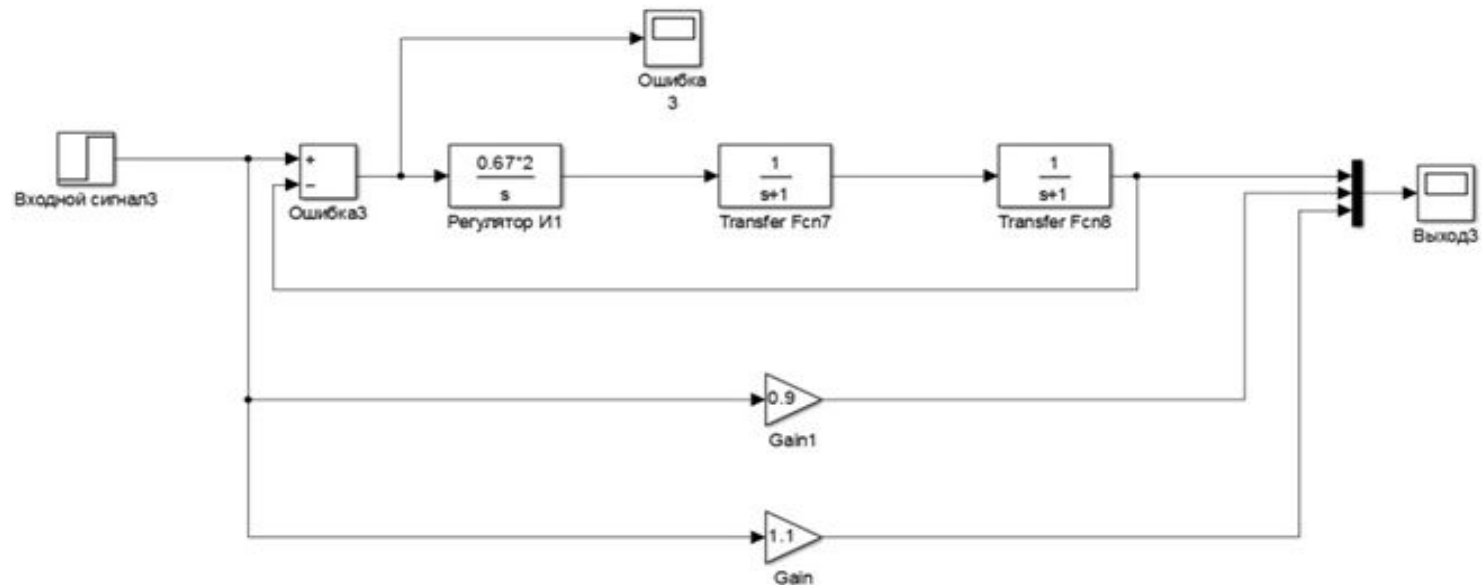 Ошибка
3
Входной сигнал3
+
−
Ошибка3
0.67*2
s
Регулятор И1
1
s+1
Transfer Fcn7
1
s+1
Transfer Fcn8
Выход3
0.9
Gain1
1.1
Gain